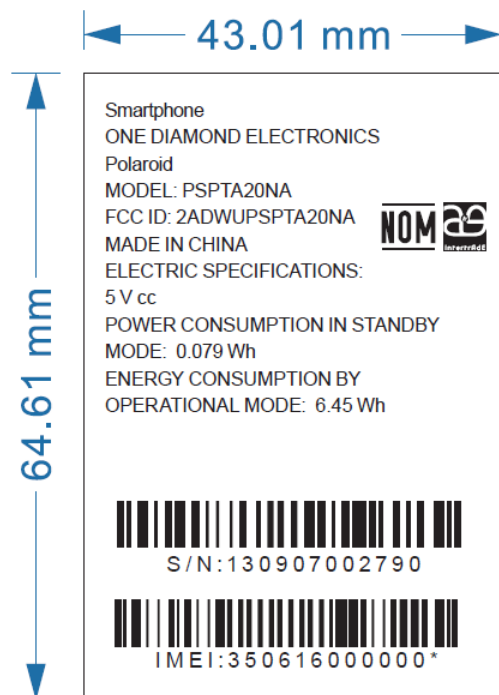 43.01 mm
64.61 mm
Smartphone
ONE DIAMOND ELECTRONICS
Polaroid
MODEL: PSPTA20NA
FCC ID: 2ADWUPSPTA20NA
MADE IN CHINA
NOM
intertrAdE
ELECTRIC SPECIFICATIONS:
5 V cc
POWER CONSUMPTION IN STANDBY
MODE: 0.079 Wh
ENERGY CONSUMPTION BY
OPERATIONAL MODE: 6.45 Wh
S/N:130907002790
IMEI:350616000000*